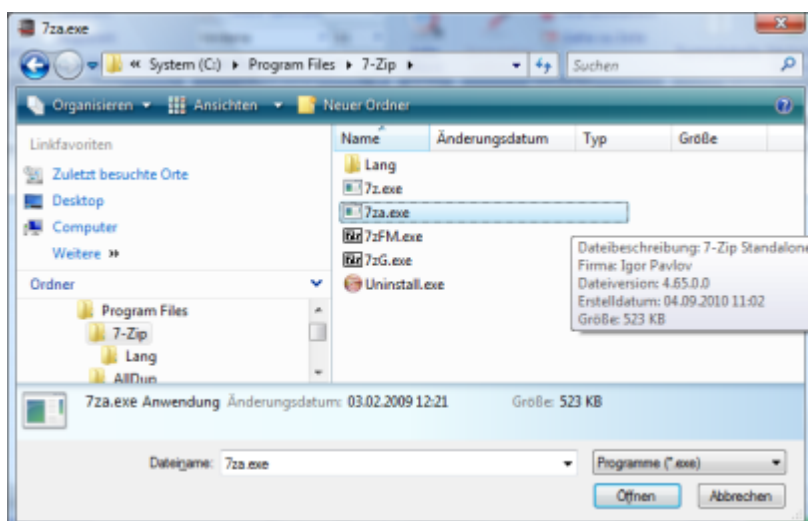 7za.exe
« System (C:) ▸ Program Files ▸ 7-Zip ▸
Suchen
Organisieren Ansichten Neuer Ordner
Linkfavoriten
Zuletzt besuchte Orte
Desktop
Computer
Weitere »
Ordner
Program Files
7-Zip
Lang
AllDup
Name Änderungsdatum Typ Größe
Lang
7z.exe
7za.exe
7zFM.exe
7zG.exe
Uninstall.exe
Dateibeschreibung: 7-Zip Standalone
Firma: Igor Pavlov
Dateiversion: 4.65.0.0
Erstelldatum: 04.09.2010 11:02
Größe: 523 KB
7za.exe Anwendung Änderungsdatum: 03.02.2009 12:21 Größe: 523 KB
Dateiname: 7za.exe
Programme (*.exe)
Öffnen Abbrechen